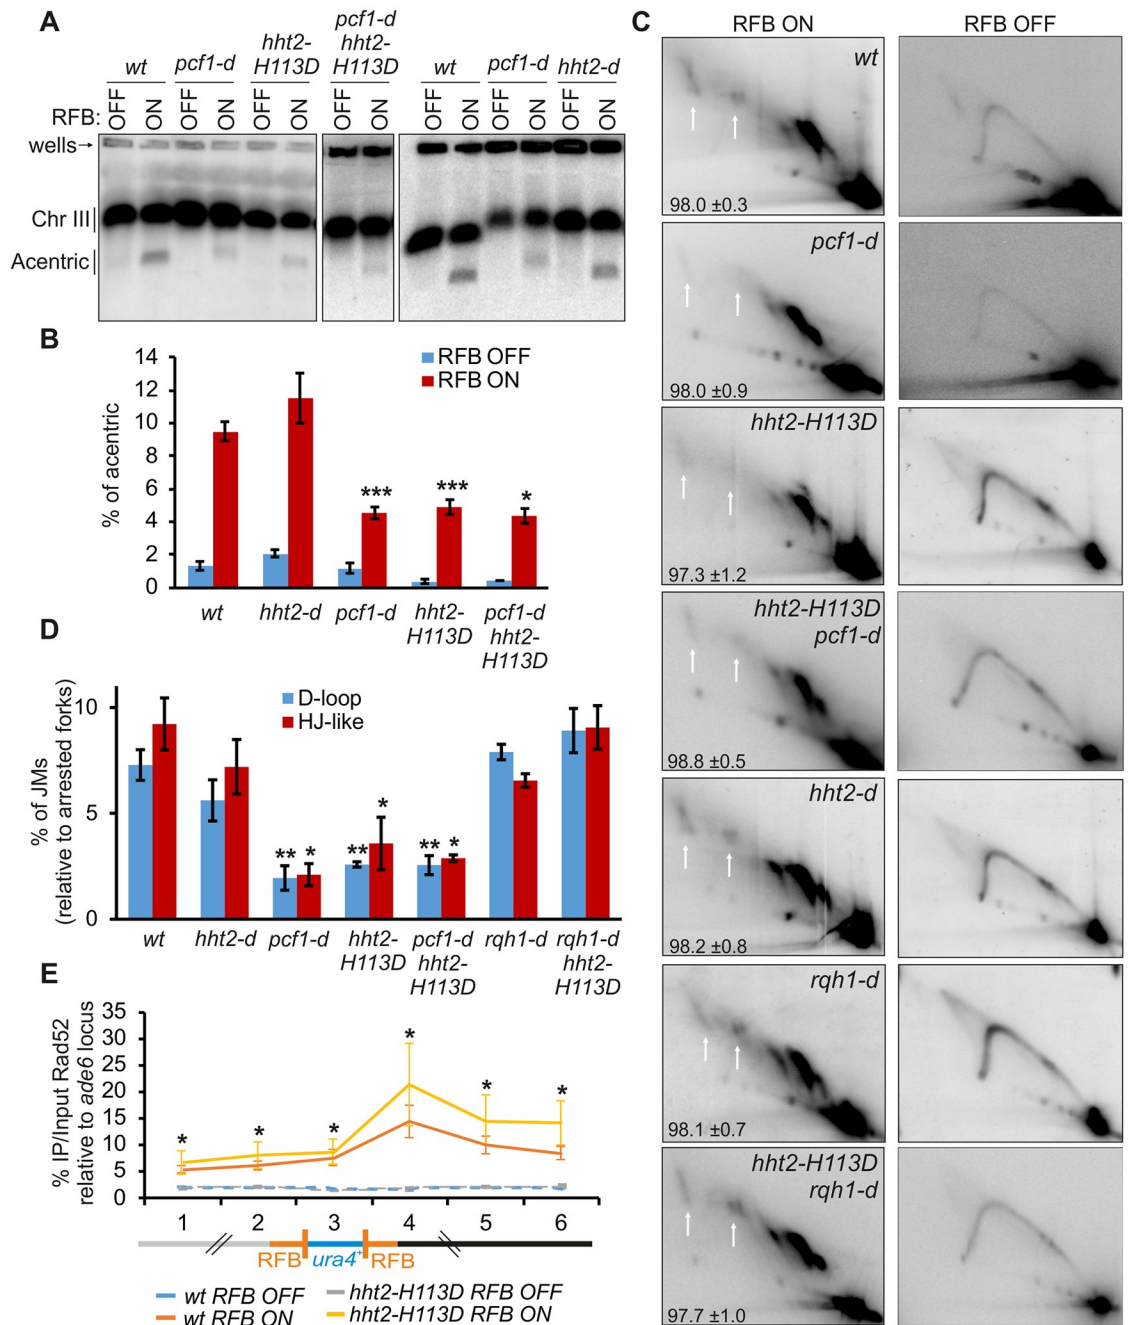 A
wt
pcf1-d
hht2-
H113D
pcf1-d
hht2-
H113D
wt
pcf1-d
hht2-d
RFB:
OFF
ON
OFF
ON
OFF
ON
OFF
ON
OFF
ON
OFF
ON
OFF
ON
wells→
Chr III
Acentric
B
% of acentric
14
12
10
8
6
4
2
0
RFB OFF
RFB ON
***
***
*
wt
hht2-d
pcf1-d
hht2-
H113D
pcf1-d
hht2-
H113D
D
% of JMs
(relative to arrested forks)
10
5
0
D-loop
HJ-like
**
*
**
*
**
*
wt
hht2-d
pcf1-d
hht2-
H113D
pcf1-d
hht2-
H113D
rqh1-d
rqh1-d
hht2-
H113D
E
% IP/Input Rad52
relative to ade6 locus
35
30
25
20
15
10
5
0
*
*
*
*
*
*
1
2
3
4
5
6
RFB
ura4+
RFB
wt RFB OFF
hht2-H113D RFB OFF
wt RFB ON
hht2-H113D RFB ON
C
RFB ON
RFB OFF
wt
98.0 ±0.3
pcf1-d
98.0 ±0.9
hht2-H113D
97.3 ±1.2
hht2-H113D
pcf1-d
98.8 ±0.5
hht2-d
98.2 ±0.8
rqh1-d
98.1 ±0.7
hht2-H113D
rqh1-d
97.7 ±1.0